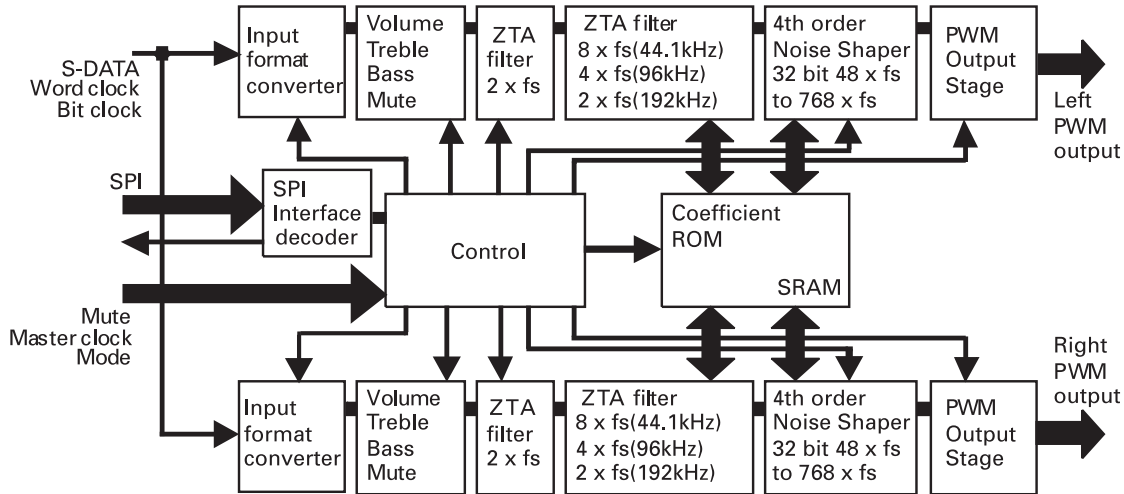 S-DATA
Word clock
Bit clock
Input
format
converter
Volume
Treble
Bass
Mute
ZTA
filter
2 x fs
ZTA filter
8 x fs(44.1kHz)
4 x fs(96kHz)
2 x fs(192kHz)
4th order
Noise Shaper
32 bit 48 x fs
to 768 x fs
PWM
Output
Stage
Left
PWM
output
SPI
SPI
Interface
decoder
Control
Coefficient
ROM
SRAM
Mute
Master clock
Mode
Input
format
converter
Volume
Treble
Bass
Mute
ZTA
filter
2 x fs
ZTA filter
8 x fs(44.1kHz)
4 x fs(96kHz)
2 x fs(192kHz)
4th order
Noise Shaper
32 bit 48 x fs
to 768 x fs
PWM
Output
Stage
Right
PWM
output